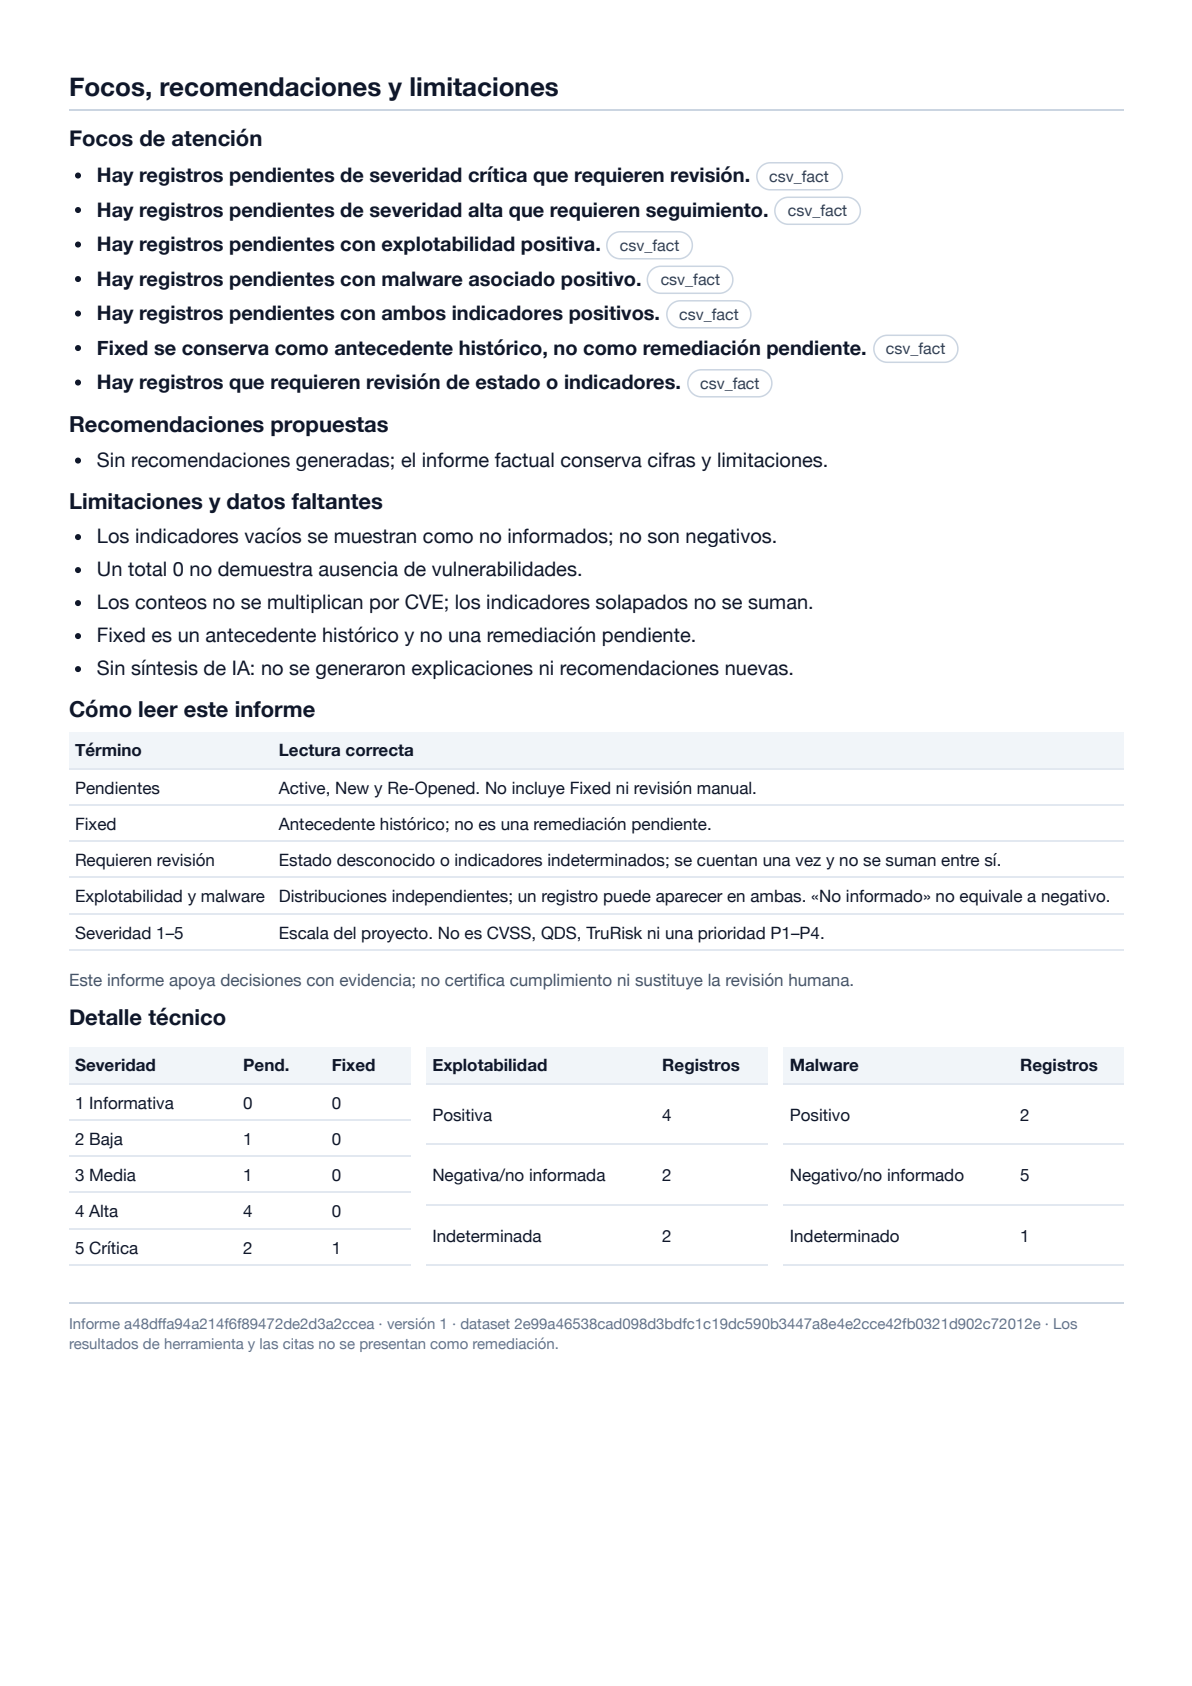 Focos, recomendaciones y limitaciones
Focos de atención
• Hay registros pendientes de severidad crítica que requieren revisión. csv_fact
• Hay registros pendientes de severidad alta que requieren seguimiento. csv_fact
• Hay registros pendientes con explotabilidad positiva. csv_fact
• Hay registros pendientes con malware asociado positivo. csv_fact
• Hay registros pendientes con ambos indicadores positivos. csv_fact
• Fixed se conserva como antecedente histórico, no como remediación pendiente. csv_fact
• Hay registros que requieren revisión de estado o indicadores. csv_fact
Recomendaciones propuestas
• Sin recomendaciones generadas; el informe factual conserva cifras y limitaciones.
Limitaciones y datos faltantes
• Los indicadores vacíos se muestran como no informados; no son negativos.
• Un total 0 no demuestra ausencia de vulnerabilidades.
• Los conteos no se multiplican por CVE; los indicadores solapados no se suman.
• Fixed es un antecedente histórico y no una remediación pendiente.
• Sin síntesis de IA: no se generaron explicaciones ni recomendaciones nuevas.
Cómo leer este informe
Término Lectura correcta
Pendientes Active, New y Re-Opened. No incluye Fixed ni revisión manual.
Fixed Antecedente histórico; no es una remediación pendiente.
Requieren revisión Estado desconocido o indicadores indeterminados; se cuentan una vez y no se suman entre sí.
Explotabilidad y malware Distribuciones independientes; un registro puede aparecer en ambas. «No informado» no equivale a negativo.
Severidad 1–5 Escala del proyecto. No es CVSS, QDS, TruRisk ni una prioridad P1–P4.
Este informe apoya decisiones con evidencia; no certifica cumplimiento ni sustituye la revisión humana.
Detalle técnico
Severidad Pend. Fixed
1 Informativa 0 0
2 Baja 1 0
3 Media 1 0
4 Alta 4 0
5 Crítica 2 1
Explotabilidad Registros
Positiva 4
Negativa/no informada 2
Indeterminada 2
Malware Registros
Positivo 2
Negativo/no informado 5
Indeterminado 1
Informe a48dffa94a214f6f89472de2d3a2ccea · versión 1 · dataset 2e99a46538cad098d3bdfc1c19dc590b3447a8e4e2cce42fb0321d902c72012e · Los
resultados de herramienta y las citas no se presentan como remediación.